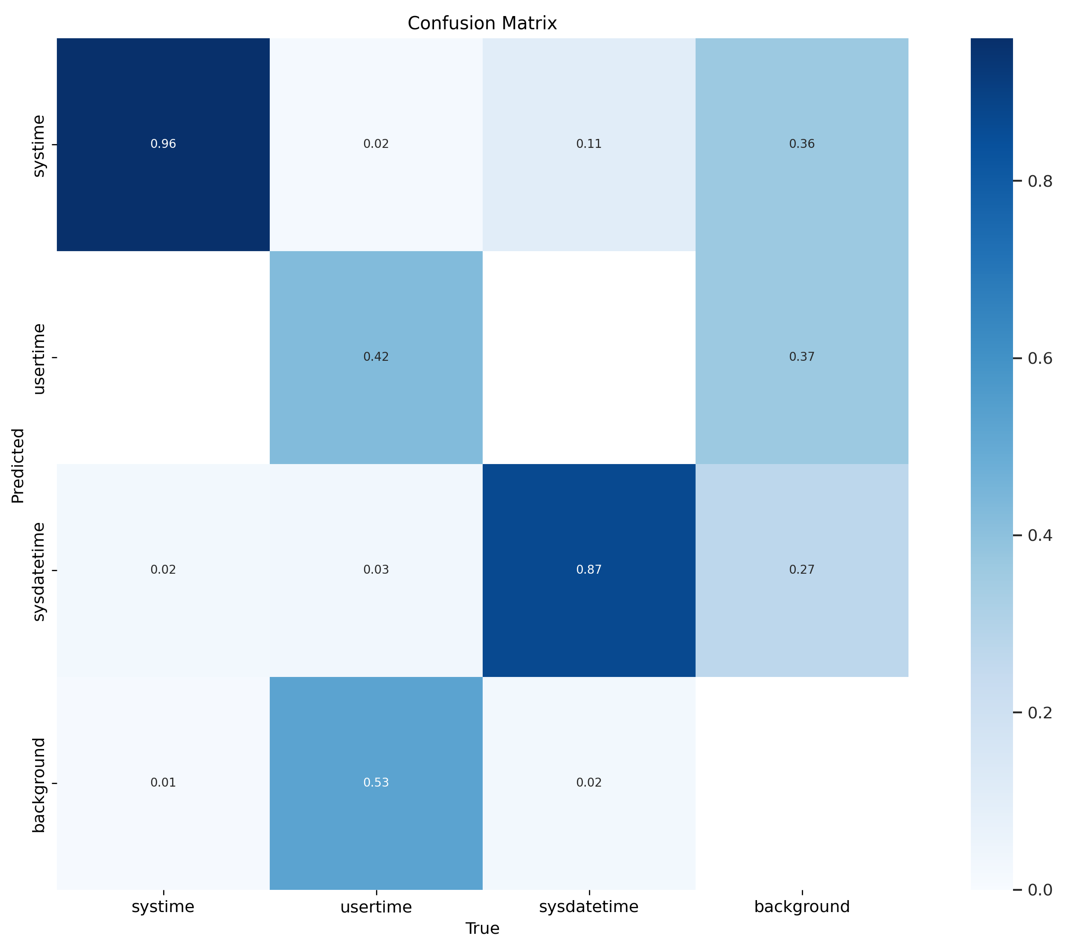 Confusion Matrix
systime
0.96
0.02
0.11
0.36
usertime
0.42
0.37
sysdatetime
0.02
0.03
0.87
0.27
background
0.01
0.53
0.02
Predicted
systime
usertime
sysdatetime
background
True
0.8
0.6
0.4
0.2
0.0